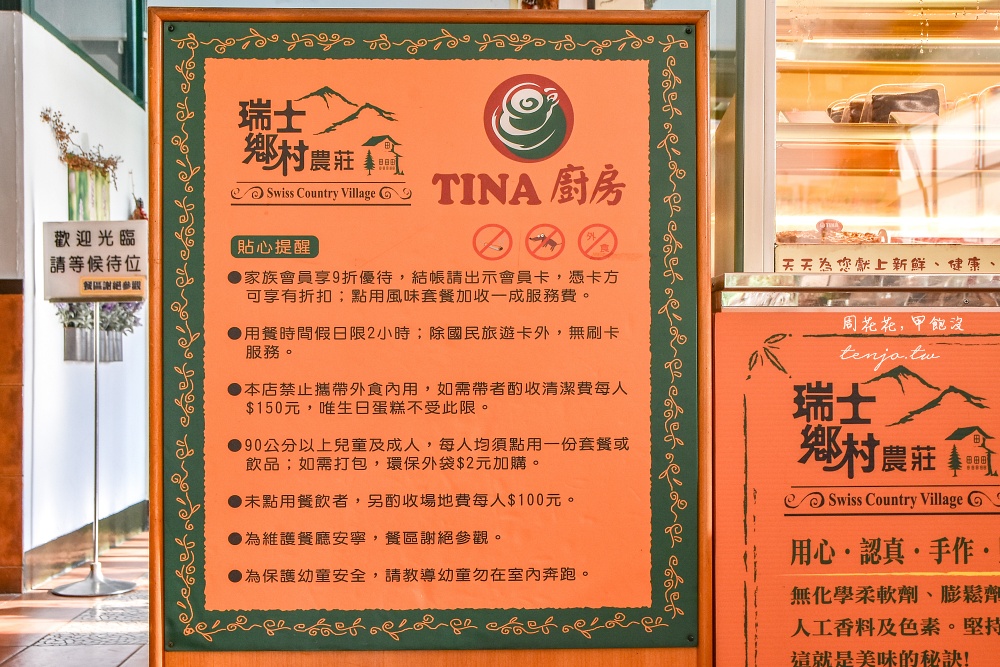 歡迎光臨
請等候待位
餐區謝絕參觀
瑞士
鄉村農莊
Swiss Country Village
TINA 廚房
貼心提醒
外食
●家族會員享9折優待，結帳請出示會員卡，憑卡方
可享有折扣；點用風味套餐加收一成服務費。
●用餐時間假日限2小時；除國民旅遊卡外，無刷卡
服務。
●本店禁止攜帶外食內用，如需帶者酌收清潔費每人
$150元，唯生日蛋糕不受此限。
●90公分以上兒童及成人，每人均須點用一份套餐或
飲品；如需打包，環保外袋$2元加購。
●未點用餐飲者，另酌收場地費每人$100元。
●為維護餐廳安寧，餐區謝絕參觀。
●為保護幼童安全，請教導幼童勿在室內奔跑。
天天為您獻上新鮮、健康、
周花花,甲飽沒
tenjo.tw
瑞士
鄉村農莊
Swiss Country Village
用心・認真・手作・
無化學柔軟劑、膨鬆劑
人工香料及色素。堅持
這就是美味的秘訣!